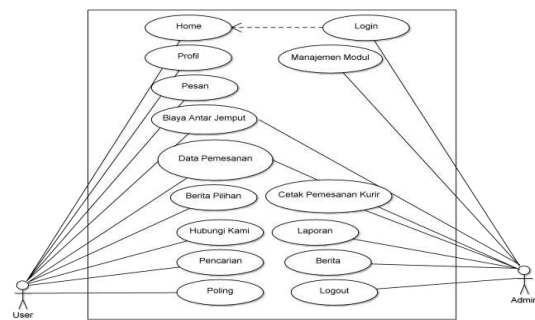 Home
Login
Profil
Manajemen Modul
Pesan
Biaya Antar Jemput
Data Pemesanan
Berita Pilihan
Cetak Pemesanan Kurir
Hubungi Kami
Laporan
Pencarian
Berita
Poling
Logout
User
Admin